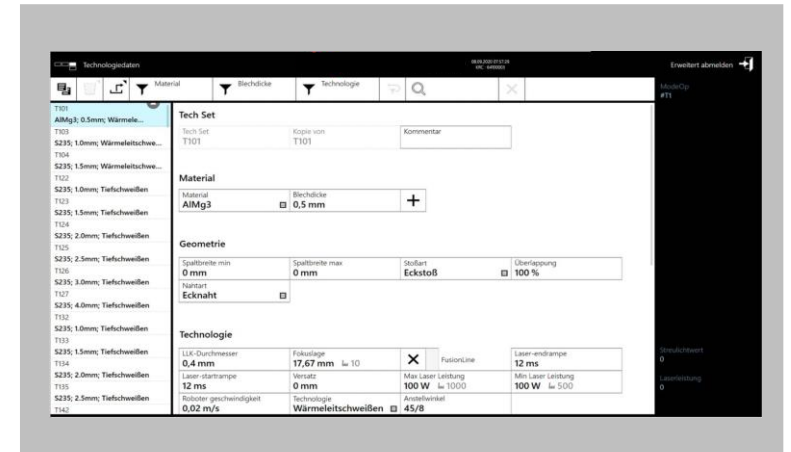 Technologiedaten
08.09.2020 07:57:28
Erweitert abmelden
Material
Blechdicke
Technologie
ModeOp
#T1
T101
AlMg3; 0.5mm; Wärmele...
T103
S235; 1.0mm; Wärmeleitschwe...
T104
S235; 1.5mm; Wärmeleitschwe...
T122
S235; 1.0mm; Tiefschweißen
T123
S235; 1.5mm; Tiefschweißen
T124
S235; 2.0mm; Tiefschweißen
T125
S235; 2.5mm; Tiefschweißen
T126
S235; 3.0mm; Tiefschweißen
T127
S235; 4.0mm; Tiefschweißen
T132
S235; 1.0mm; Tiefschweißen
T133
S235; 1.5mm; Tiefschweißen
T134
S235; 2.0mm; Tiefschweißen
T135
S235; 2.5mm; Tiefschweißen
T142
Tech Set
Tech Set Kopie von Kommentar
T101 T101
Material
Material Blechdicke
AlMg3 0,5 mm
Geometrie
Spaltbreite min Spaltbreite max Stoßart Überlappung
0 mm 0 mm Eckstoß 100 %
Nahtart
Ecknaht
Technologie
LLK-Durchmesser Fokuslage FusionLine Laser-endrampe
0,4 mm 17,67 mm 10 12 ms
Laser-startrampe Versatz Max Laser Leistung Min Laser Leistung
12 ms 0 mm 100 W 1000 100 W 500
Roboter geschwindigkeit Technologie Anstellwinkel
0,02 m/s Wärmeleitschweißen 45/8
Streulichtwert
0
Laserleistung
0